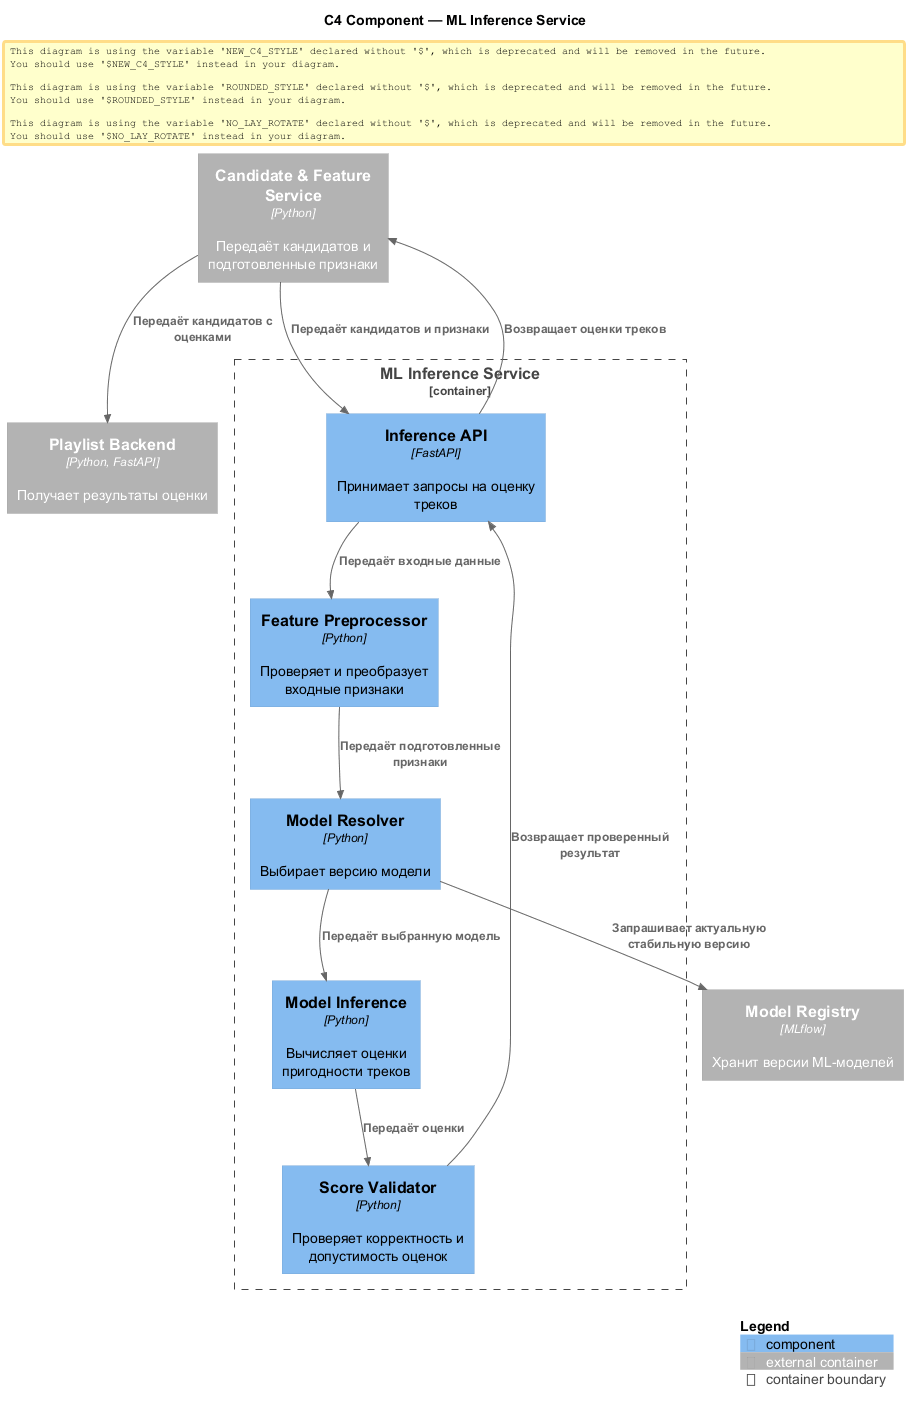 C4 Component — ML Inference Service
This diagram is using the variable 'NEW_C4_STYLE' declared without '$', which is deprecated and will be removed in the future.
You should use '$NEW_C4_STYLE' instead in your diagram.
This diagram is using the variable 'ROUNDED_STYLE' declared without '$', which is deprecated and will be removed in the future.
You should use '$ROUNDED_STYLE' instead in your diagram.
This diagram is using the variable 'NO_LAY_ROTATE' declared without '$', which is deprecated and will be removed in the future.
You should use '$NO_LAY_ROTATE' instead in your diagram.
Candidate & Feature
Service
[Python]
Передаёт кандидатов и
подготовленные признаки
Передаёт кандидатов с
оценками
Передаёт кандидатов и признаки
Возвращает оценки треков
ML Inference Service
[container]
Playlist Backend
[Python, FastAPI]
Получает результаты оценки
Inference API
[FastAPI]
Принимает запросы на оценку
треков
Передаёт входные данные
Feature Preprocessor
[Python]
Проверяет и преобразует
входные признаки
Передаёт подготовленные
признаки
Model Resolver
[Python]
Выбирает версию модели
Возвращает проверенный
результат
Передаёт выбранную модель
Запрашивает актуальную
стабильную версию
Model Inference
[Python]
Вычисляет оценки
пригодности треков
Model Registry
[MLflow]
Хранит версии ML-моделей
Передаёт оценки
Score Validator
[Python]
Проверяет корректность и
допустимость оценок
Legend
component
external container
container boundary